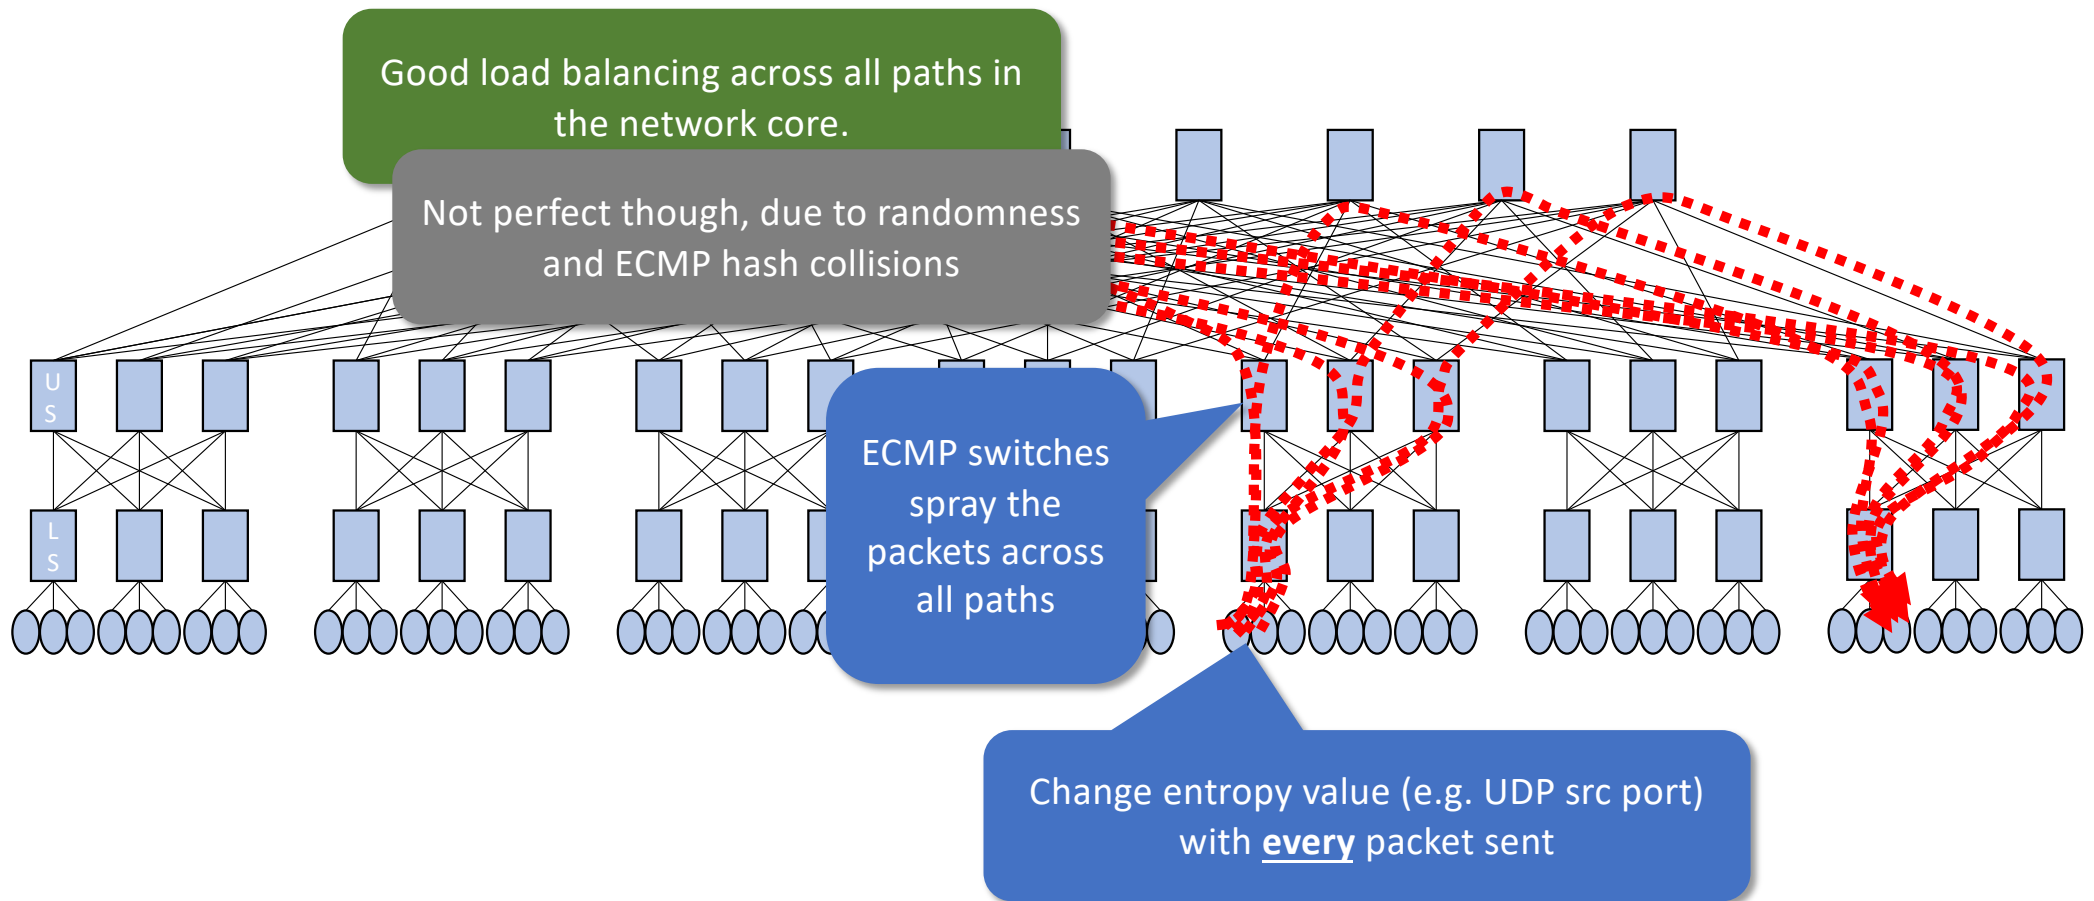 Good load balancing across all paths in
the network core.
Not perfect though, due to randomness
and ECMP hash collisions
U
S
L
S
ECMP switches
spray the
packets across
all paths
Change entropy value (e.g. UDP src port)
with every packet sent